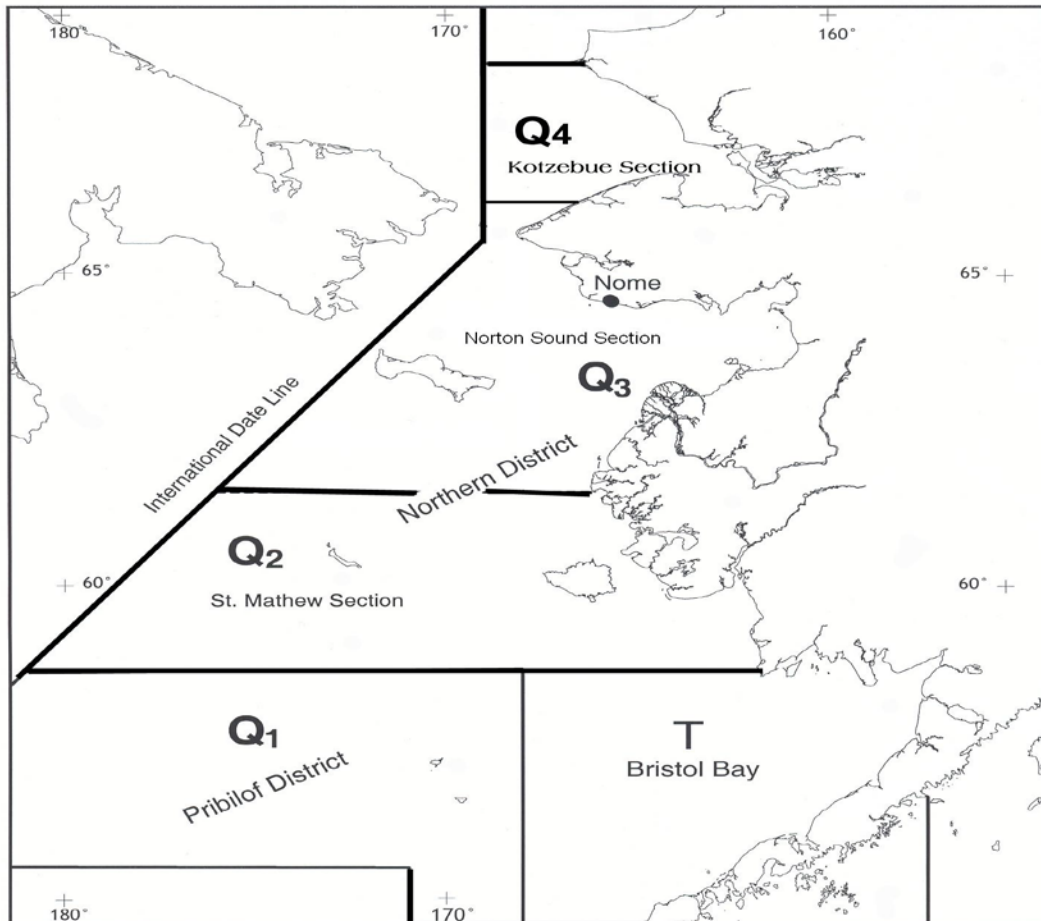 180°
170°
160°
Q4
Kotzebue Section
65°
65°
Nome
Norton Sound Section
Q3
International Date Line
Northern District
Q2
60°
60°
St. Mathew Section
Q1
T
Pribilof District
Bristol Bay
180°
170°